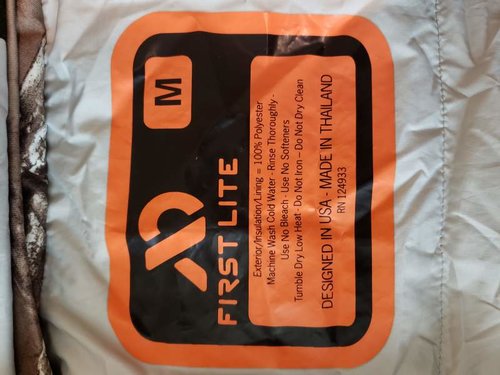 M
FIRST LITE
Exterior/Insulation/Lining = 100% Polyester
Machine Wash Cold Water - Rinse Thoroughly -
Use No Bleach - Use No Softeners
Tumble Dry Low Heat - Do Not Iron – Do Not Dry Clean
DESIGNED IN USA - MADE IN THAILAND
RN 124933